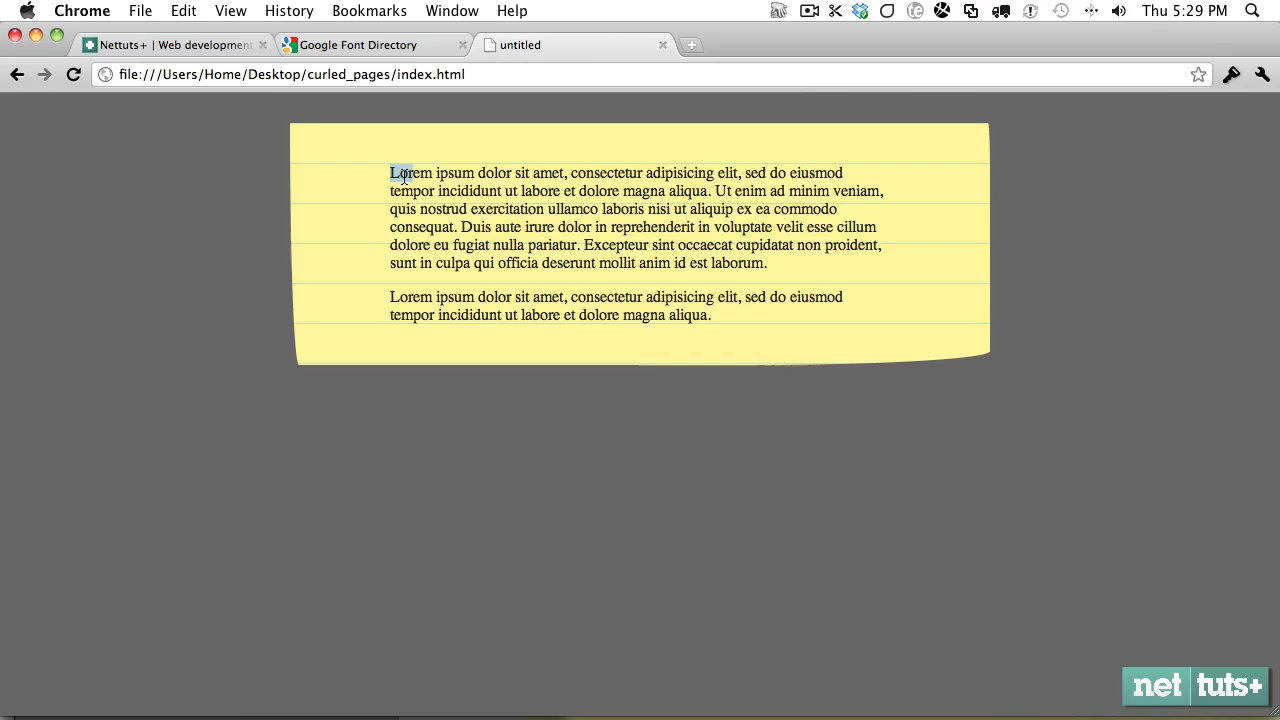 Chrome File Edit View History Bookmarks Window Help Thu 5:29 PM
Nettuts+ | Web development Google Font Directory untitled
file:///Users/Home/Desktop/curled_pages/index.html
Lorem ipsum dolor sit amet, consectetur adipisicing elit, sed do eiusmod
tempor incididunt ut labore et dolore magna aliqua. Ut enim ad minim veniam,
quis nostrud exercitation ullamco laboris nisi ut aliquip ex ea commodo
consequat. Duis aute irure dolor in reprehenderit in voluptate velit esse cillum
dolore eu fugiat nulla pariatur. Excepteur sint occaecat cupidatat non proident,
sunt in culpa qui officia deserunt mollit anim id est laborum.
Lorem ipsum dolor sit amet, consectetur adipisicing elit, sed do eiusmod
tempor incididunt ut labore et dolore magna aliqua.
net tuts+